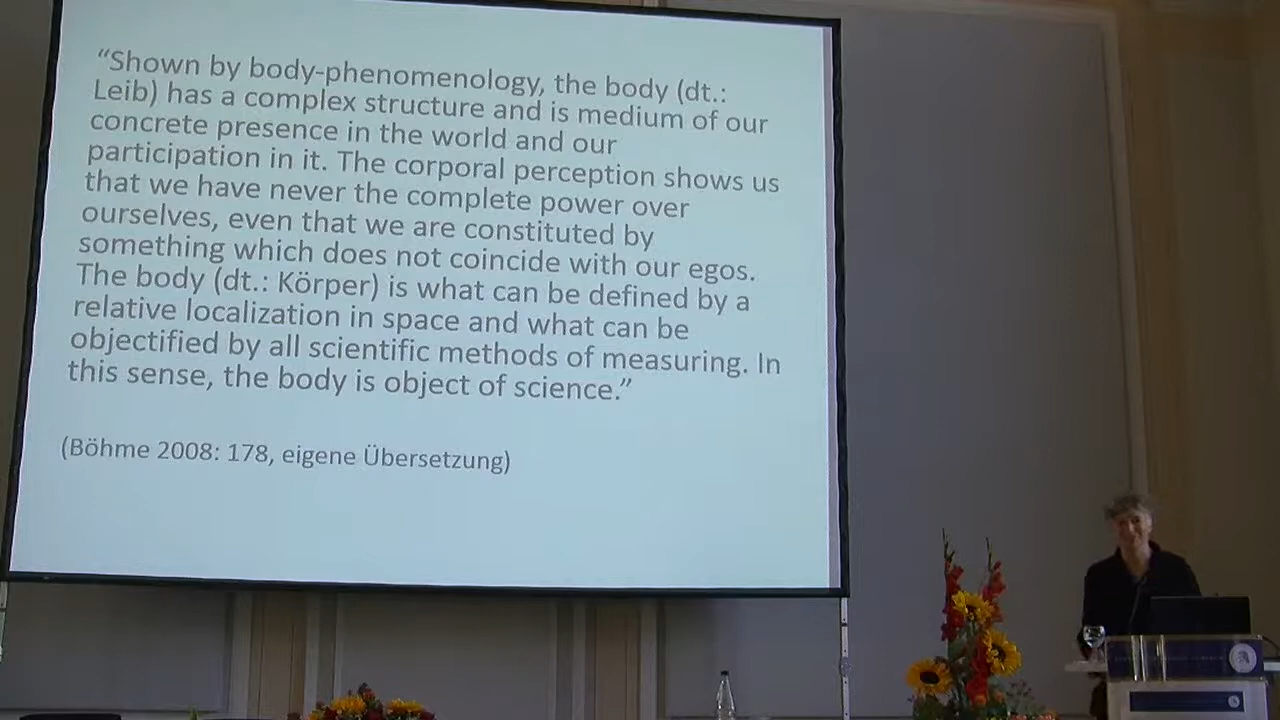 “Shown by body-phenomenology, the body (dt.:
Leib) has a complex structure and is medium of our
concrete presence in the world and our
participation in it. The corporal perception shows us
that we have never the complete power over
ourselves, even that we are constituted by
something which does not coincide with our egos.
The body (dt.: Körper) is what can be defined by a
relative localization in space and what can be
objectified by all scientific methods of measuring. In
this sense, the body is object of science.”
(Böhme 2008: 178, eigene Übersetzung)